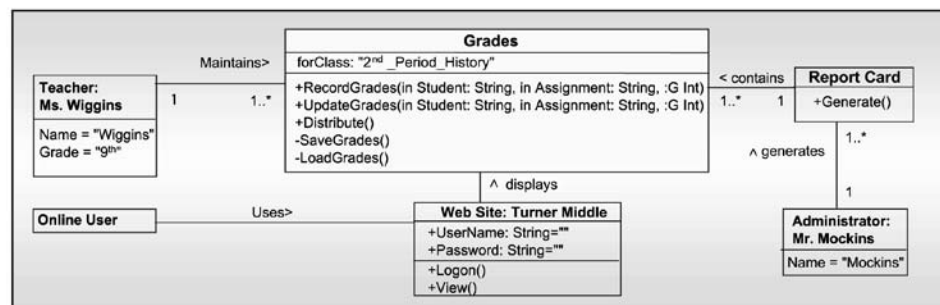 Grades
forClass: "2nd _Period_History"
+RecordGrades(in Student: String, in Assignment: String, :G Int)
+UpdateGrades(in Student: String, in Assignment: String, :G Int)
+Distribute()
-SaveGrades()
-LoadGrades()
Maintains>
1
1..*
Teacher:
Ms. Wiggins
Name = "Wiggins"
Grade = "9th"
< contains
1..*
1
Report Card
+Generate()
1..*
^ generates
1
Administrator:
Mr. Mockins
Name = "Mockins"
^ displays
Online User
Uses>
Web Site: Turner Middle
+UserName: String=""
+Password: String=""
+Logon()
+View()